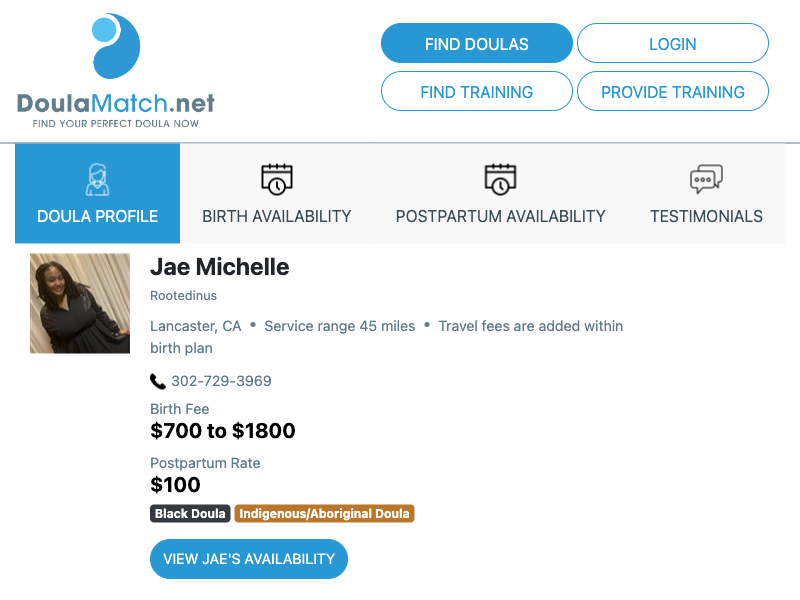 DoulaMatch.net
FIND YOUR PERFECT DOULA NOW
FIND DOULAS
LOGIN
FIND TRAINING
PROVIDE TRAINING
DOULA PROFILE
BIRTH AVAILABILITY
POSTPARTUM AVAILABILITY
TESTIMONIALS
Jae Michelle
Rootedinus
Lancaster, CA • Service range 45 miles • Travel fees are added within
birth plan
302-729-3969
Birth Fee
$700 to $1800
Postpartum Rate
$100
Black Doula Indigenous/Aboriginal Doula
VIEW JAE'S AVAILABILITY